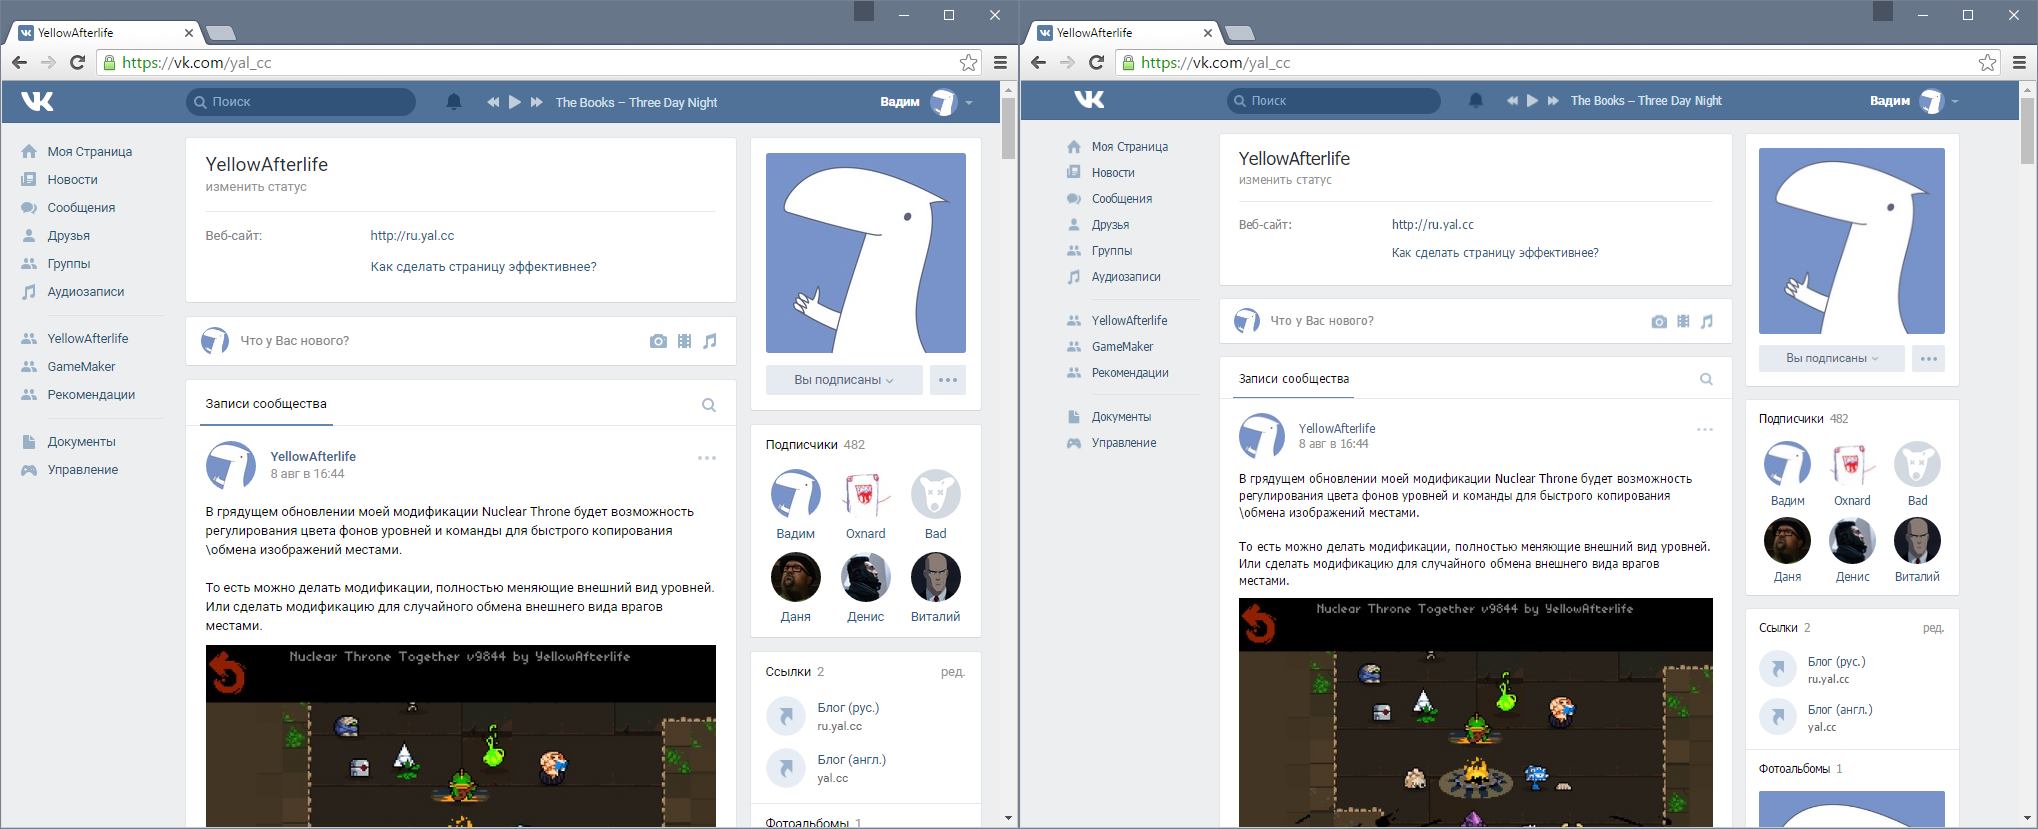 YellowAfterlife
https://vk.com/yal_cc
Поиск
The Books – Three Day Night
Вадим
Моя Страница
Новости
Сообщения
Друзья
Группы
Аудиозаписи
YellowAfterlife
GameMaker
Рекомендации
Документы
Управление
YellowAfterlife
изменить статус
Веб-сайт: http://ru.yal.cc
Как сделать страницу эффективнее?
Что у Вас нового?
Записи сообщества
YellowAfterlife
8 авг в 16:44
В грядущем обновлении моей модификации Nuclear Throne будет возможность
регулирования цвета фонов уровней и команды для быстрого копирования
\обмена изображений местами.
То есть можно делать модификации, полностью меняющие внешний вид уровней.
Или сделать модификацию для случайного обмена внешнего вида врагов
местами.
Nuclear Throne Together v9844 by YellowAfterlife
Вы подписаны
Подписчики 482
Вадим Oxnard Bad
Даня Денис Виталий
Ссылки 2 ред.
Блог (рус.)
ru.yal.cc
Блог (англ.)
yal.cc
Фотоальбомы 1
YellowAfterlife
https://vk.com/yal_cc
Поиск
The Books – Three Day Night
Вадим
Моя Страница
Новости
Сообщения
Друзья
Группы
Аудиозаписи
YellowAfterlife
GameMaker
Рекомендации
Документы
Управление
YellowAfterlife
изменить статус
Веб-сайт: http://ru.yal.cc
Как сделать страницу эффективнее?
Что у Вас нового?
Записи сообщества
YellowAfterlife
8 авг в 16:44
В грядущем обновлении моей модификации Nuclear Throne будет возможность
регулирования цвета фонов уровней и команды для быстрого копирования
\обмена изображений местами.
То есть можно делать модификации, полностью меняющие внешний вид уровней.
Или сделать модификацию для случайного обмена внешнего вида врагов
местами.
Nuclear Throne Together v9844 by YellowAfterlife
Вы подписаны
Подписчики 482
Вадим Oxnard Bad
Даня Денис Виталий
Ссылки 2 ред.
Блог (рус.)
ru.yal.cc
Блог (англ.)
yal.cc
Фотоальбомы 1